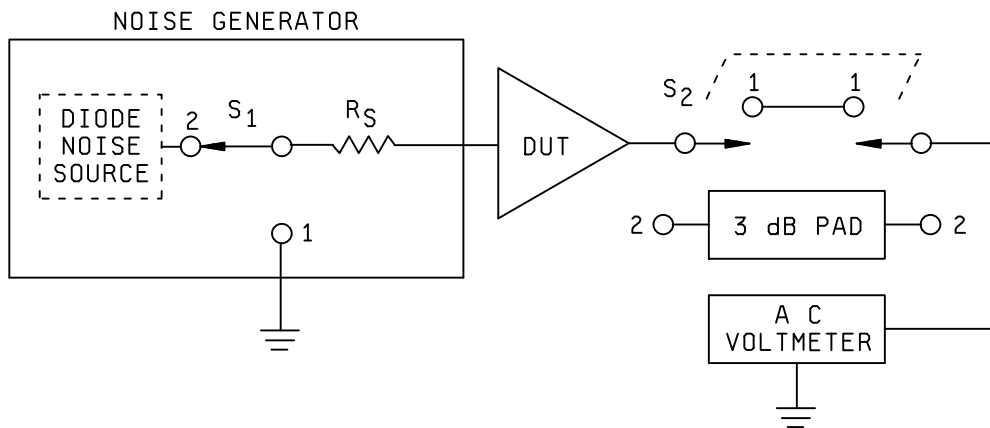 NOISE GENERATOR
DIODE
NOISE
SOURCE
2
S1
RS
1
DUT
S2
1
1
2
3 dB PAD
2
A C
VOLTMETER